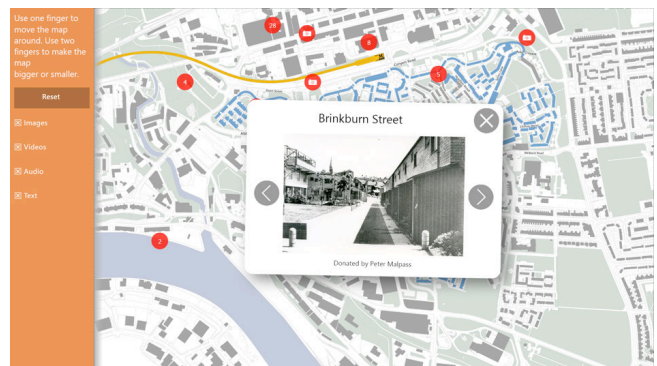 Use one finger to
move the map
around. Use two
fingers to make the
map
bigger or smaller.
Reset
Images
Videos
Audio
Text
28
8
4
5
2
Brinkburn Street
Donated by Peter Malpass